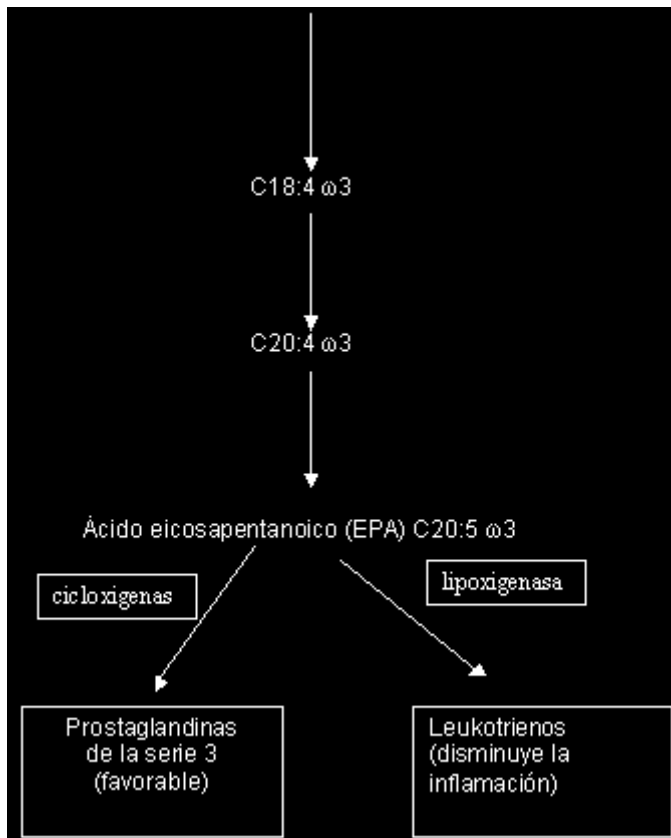 C18:4 ω3
C20:4 ω3
Ácido eicosapentanoico (EPA) C20:5 ω3
cicloxigenas
lipoxigenasa
Prostaglandinas
de la serie 3
(favorable)
Leukotrienos
(disminuye la
inflamación)